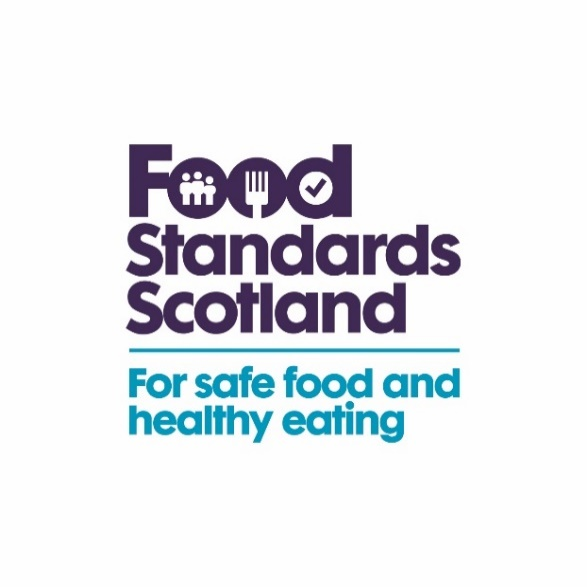 Food
Standards
Scotland
For safe food and
healthy eating